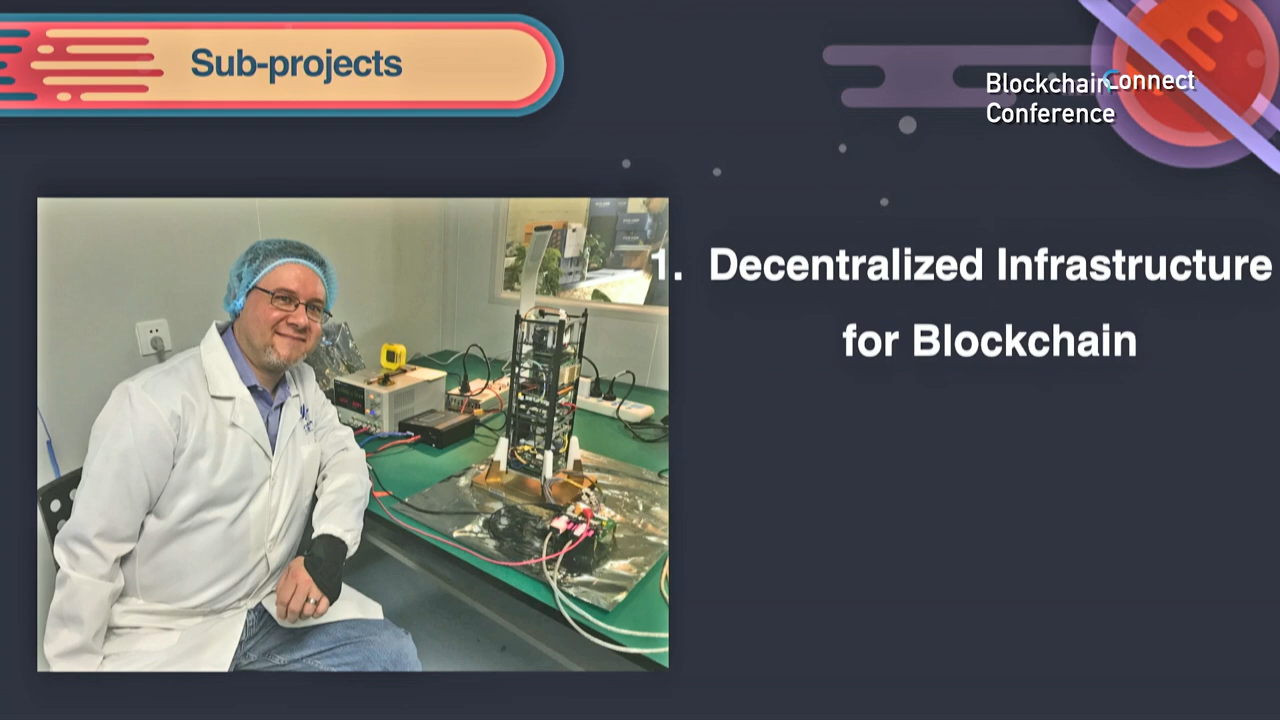 Sub-projects
Blockchain Connect
Conference
1. Decentralized Infrastructure
for Blockchain